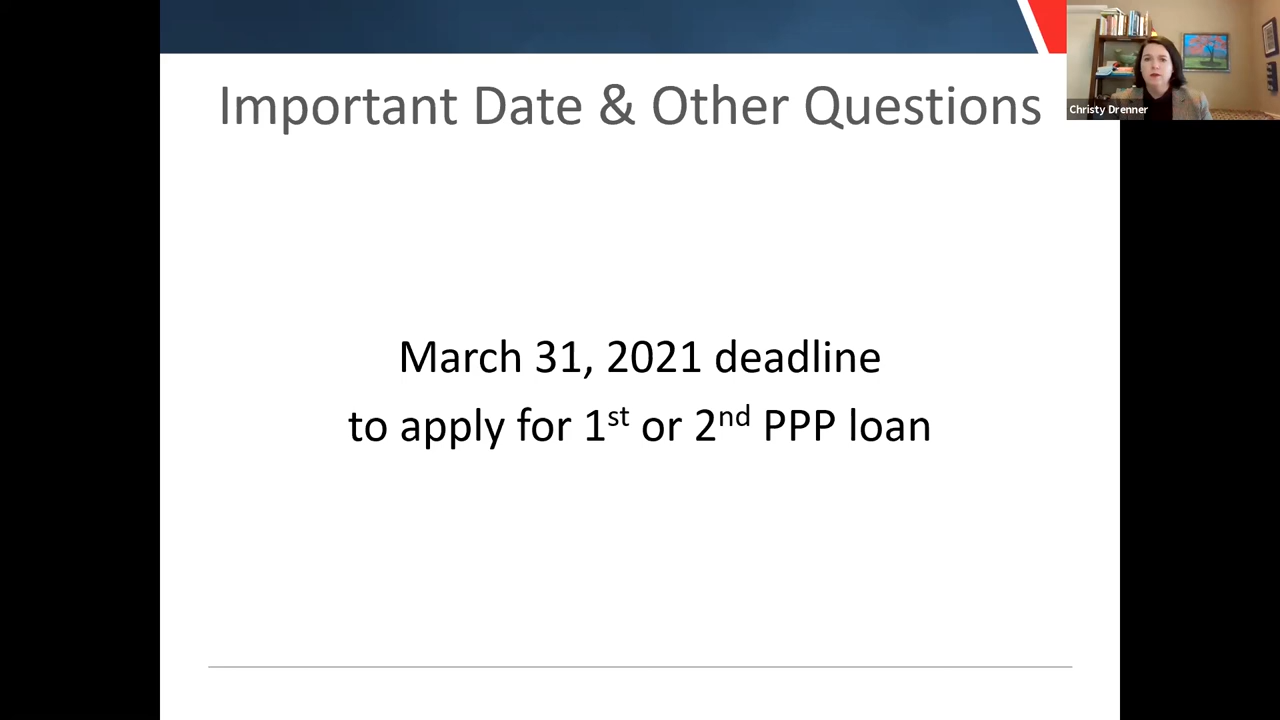 Important Date & Other Questions
Christy Drenner
March 31, 2021 deadline
to apply for 1st or 2nd PPP loan